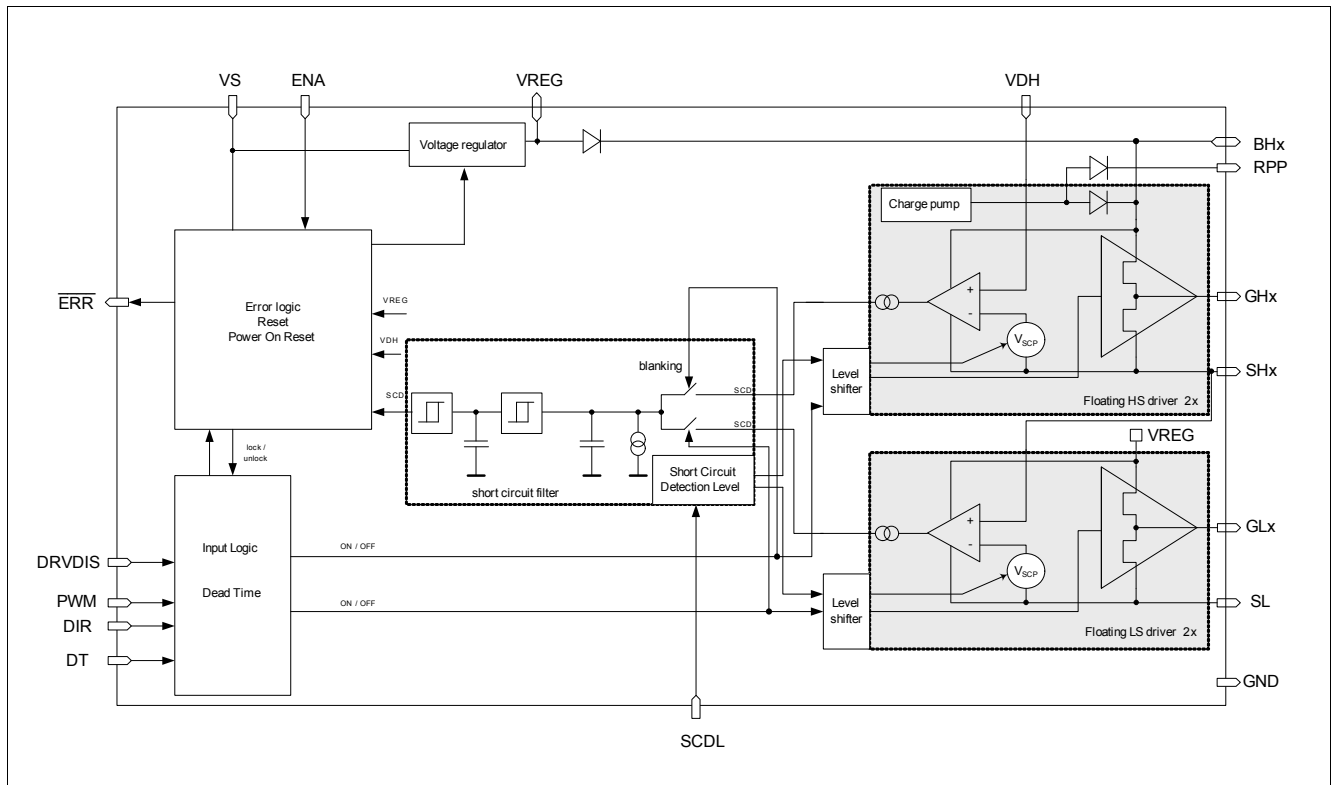 VS
ENA
VREG
VDH
Voltage regulator
BHx
RPP
Charge pump
ERR
Error logic
Reset
Power On Reset
VREG
VDH
SCD
+
-
VSCP
GHx
SHx
Level
shifter
Floating HS driver 2x
blanking
SCD
SCD
lock /
unlock
short circuit filter
Short Circuit
Detection Level
VREG
+
-
VSCP
GLx
SL
Level
shifter
Floating LS driver 2x
DRVDIS
PWM
DIR
DT
Input Logic
Dead Time
ON / OFF
ON / OFF
GND
SCDL